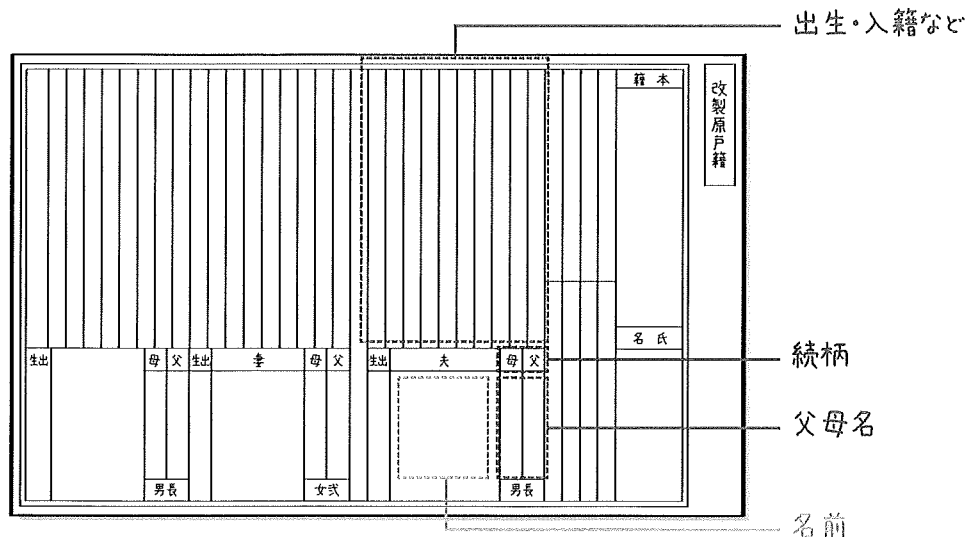 出生・入籍など
改製原戸籍
籍本
名氏
続柄
父母名
名前
父
母
夫
生出
男長
父
母
妻
生出
女弐
父
母
生出
男長